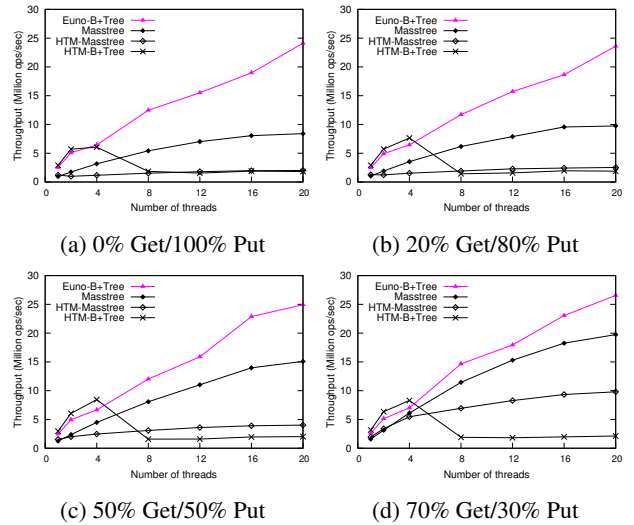 Throughput (Million ops/sec)
30
25
20
15
10
5
0
Euno-B+Tree
Masstree
HTM-Masstree
HTM-B+Tree
0 4 8 12 16 20
Number of threads
(a) 0% Get/100% Put
Throughput (Million ops/sec)
30
25
20
15
10
5
0
Euno-B+Tree
Masstree
HTM-Masstree
HTM-B+Tree
0 4 8 12 16 20
Number of threads
(b) 20% Get/80% Put
Throughput (Million ops/sec)
30
25
20
15
10
5
0
Euno-B+Tree
Masstree
HTM-Masstree
HTM-B+Tree
0 4 8 12 16 20
Number of threads
(c) 50% Get/50% Put
Throughput (Million ops/sec)
30
25
20
15
10
5
0
Euno-B+Tree
Masstree
HTM-Masstree
HTM-B+Tree
0 4 8 12 16 20
Number of threads
(d) 70% Get/30% Put